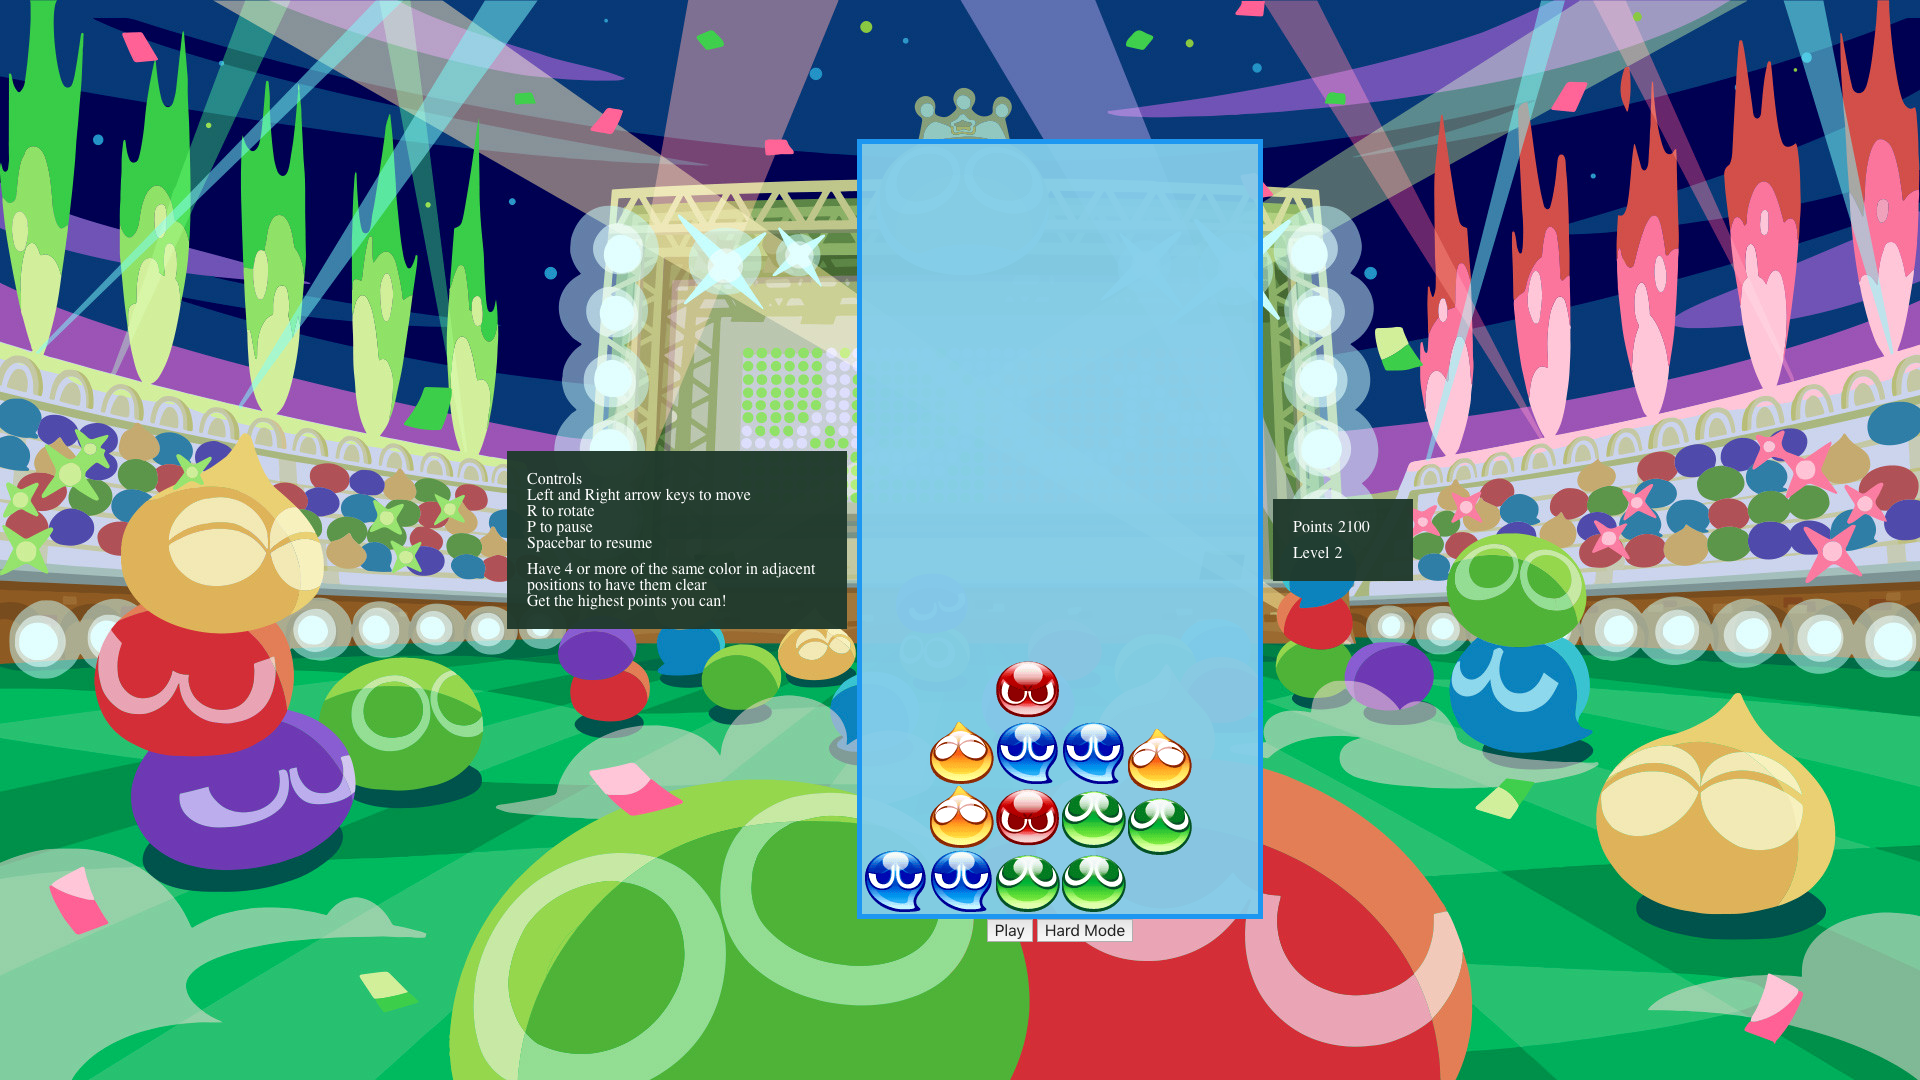 Controls
Left and Right arrow keys to move
R to rotate
P to pause
Spacebar to resume
Have 4 or more of the same color in adjacent
positions to have them clear
Get the highest points you can!
Points 2100
Level 2
Play
Hard Mode